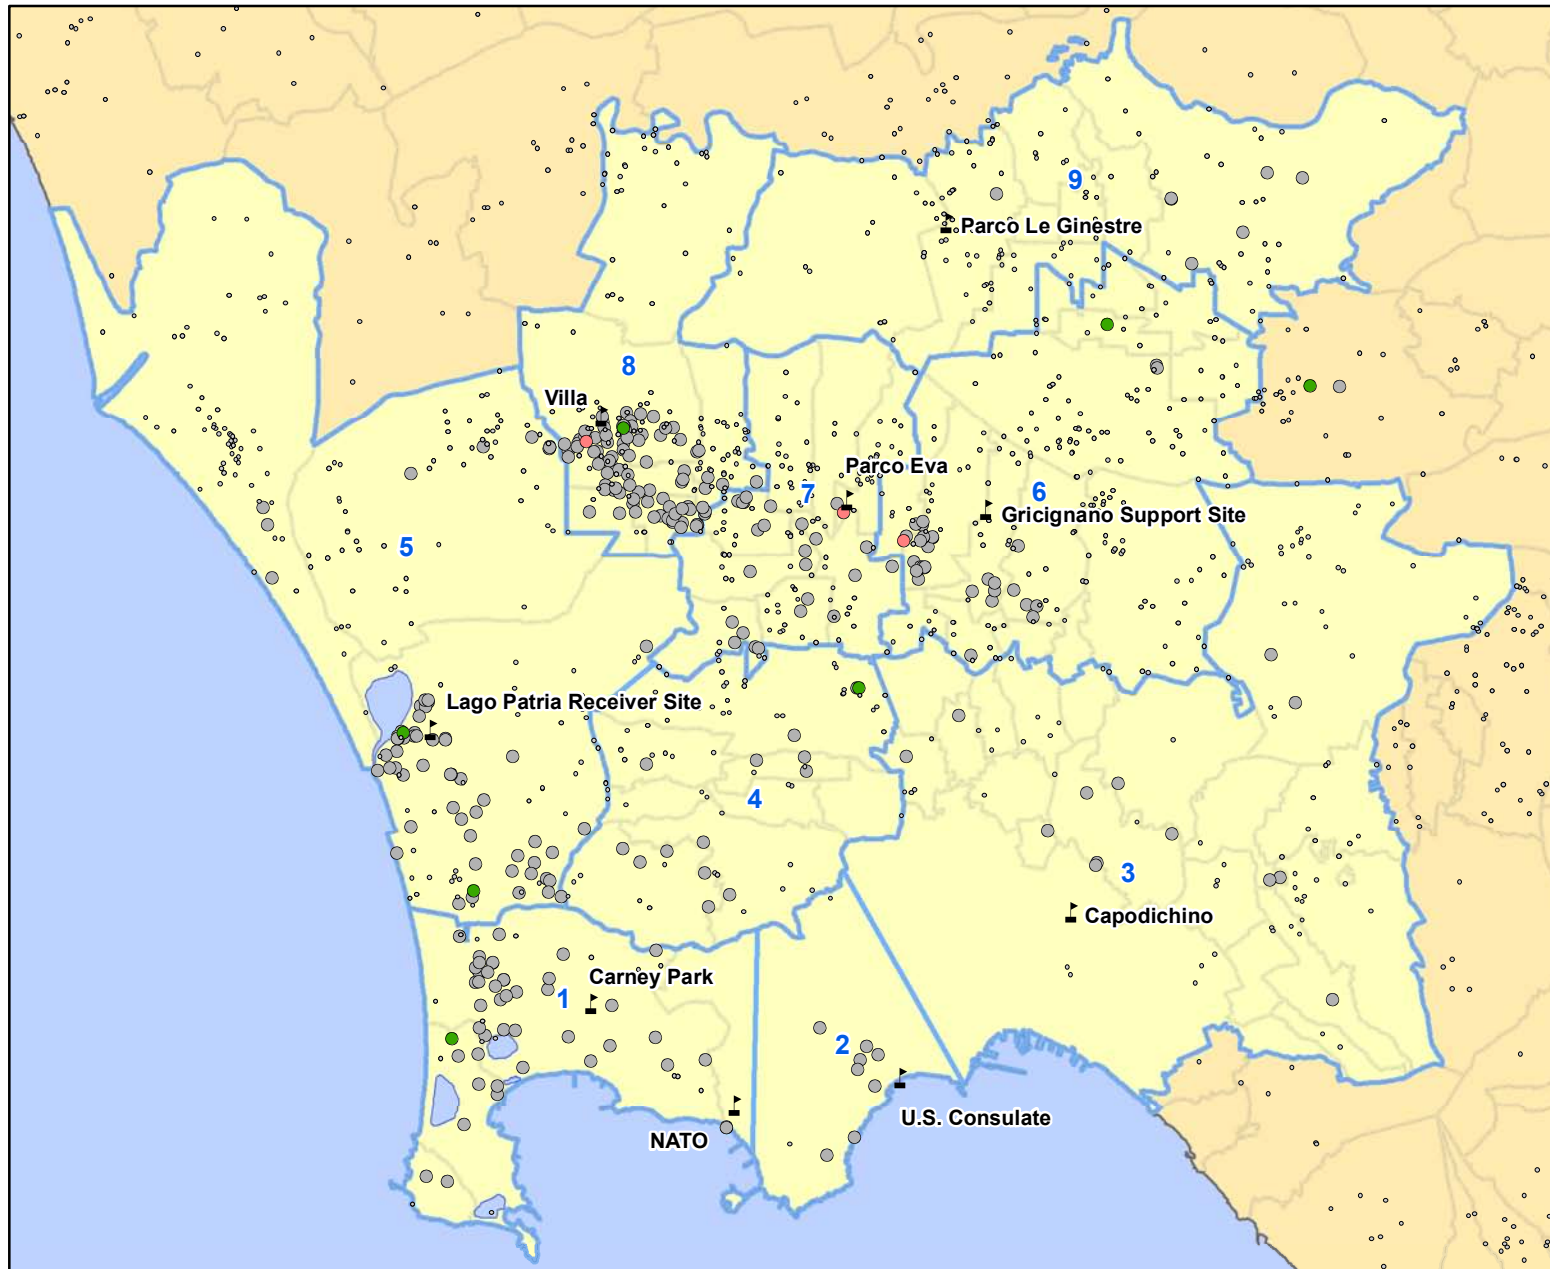 9
Parco Le Ginestre
8
Villa
Parco Eva
7
6
Gricignano Support Site
5
Lago Patria Receiver Site
4
3
Capodichino
Carney Park
1
2
U.S. Consulate
NATO